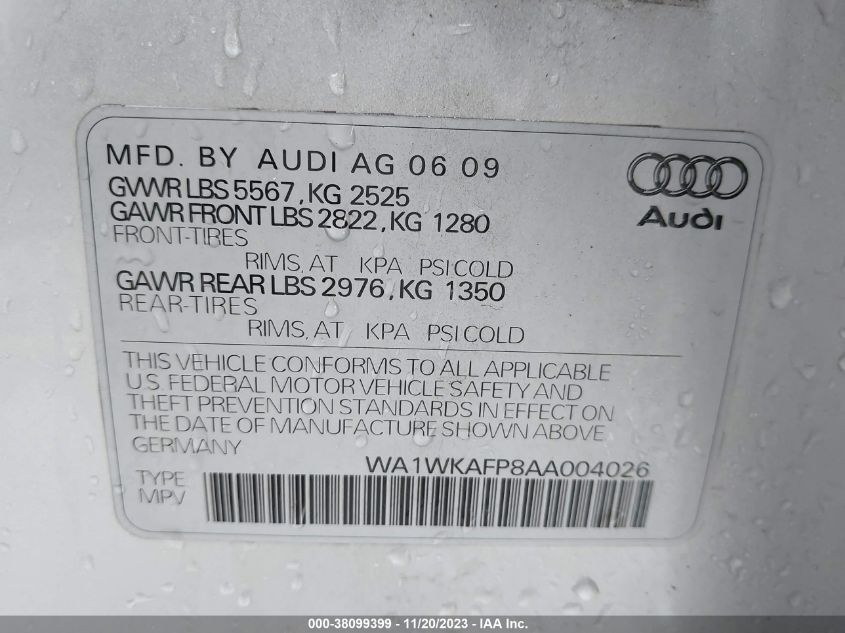 MFD. BY AUDI AG 06 09
GVWR LBS 5567, KG 2525
GAWR FRONT LBS 2822, KG 1280
FRONT-TIRES
RIMS, AT KPA PSI COLD
GAWR REAR LBS 2976, KG 1350
REAR-TIRES
RIMS, AT KPA PSI COLD
Audi
THIS VEHICLE CONFORMS TO ALL APPLICABLE
U.S. FEDERAL MOTOR VEHICLE SAFETY AND
THEFT PREVENTION STANDARDS IN EFFECT ON
THE DATE OF MANUFACTURE SHOWN ABOVE.
GERMANY
WA1WKAFP8AA004026
TYPE
MPV
000-38099399 - 11/20/2023 - IAA Inc.